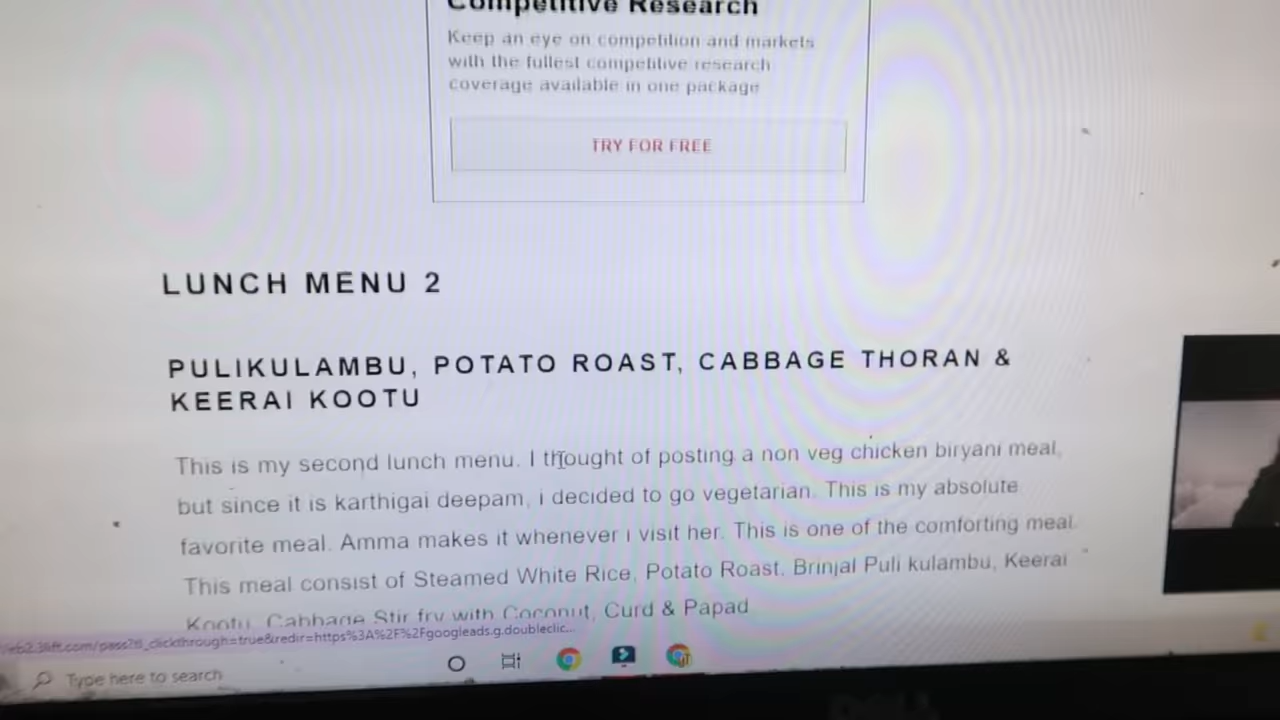 Competitive Research
Keep an eye on competition and markets
with the fullest competitive research
coverage available in one package
TRY FOR FREE
LUNCH MENU 2
PULIKULAMBU, POTATO ROAST, CABBAGE THORAN &
KEERAI KOOTU
This is my second lunch menu. I thought of posting a non veg chicken biryani meal,
but since it is karthigai deepam, i decided to go vegetarian. This is my absolute
favorite meal. Amma makes it whenever i visit her. This is one of the comforting meal.
This meal consist of Steamed White Rice, Potato Roast, Brinjal Puli kulambu, Keerai
Kootu, Cabbage Stir fry with Coconut, Curd & Papad
Type here to search
DELL